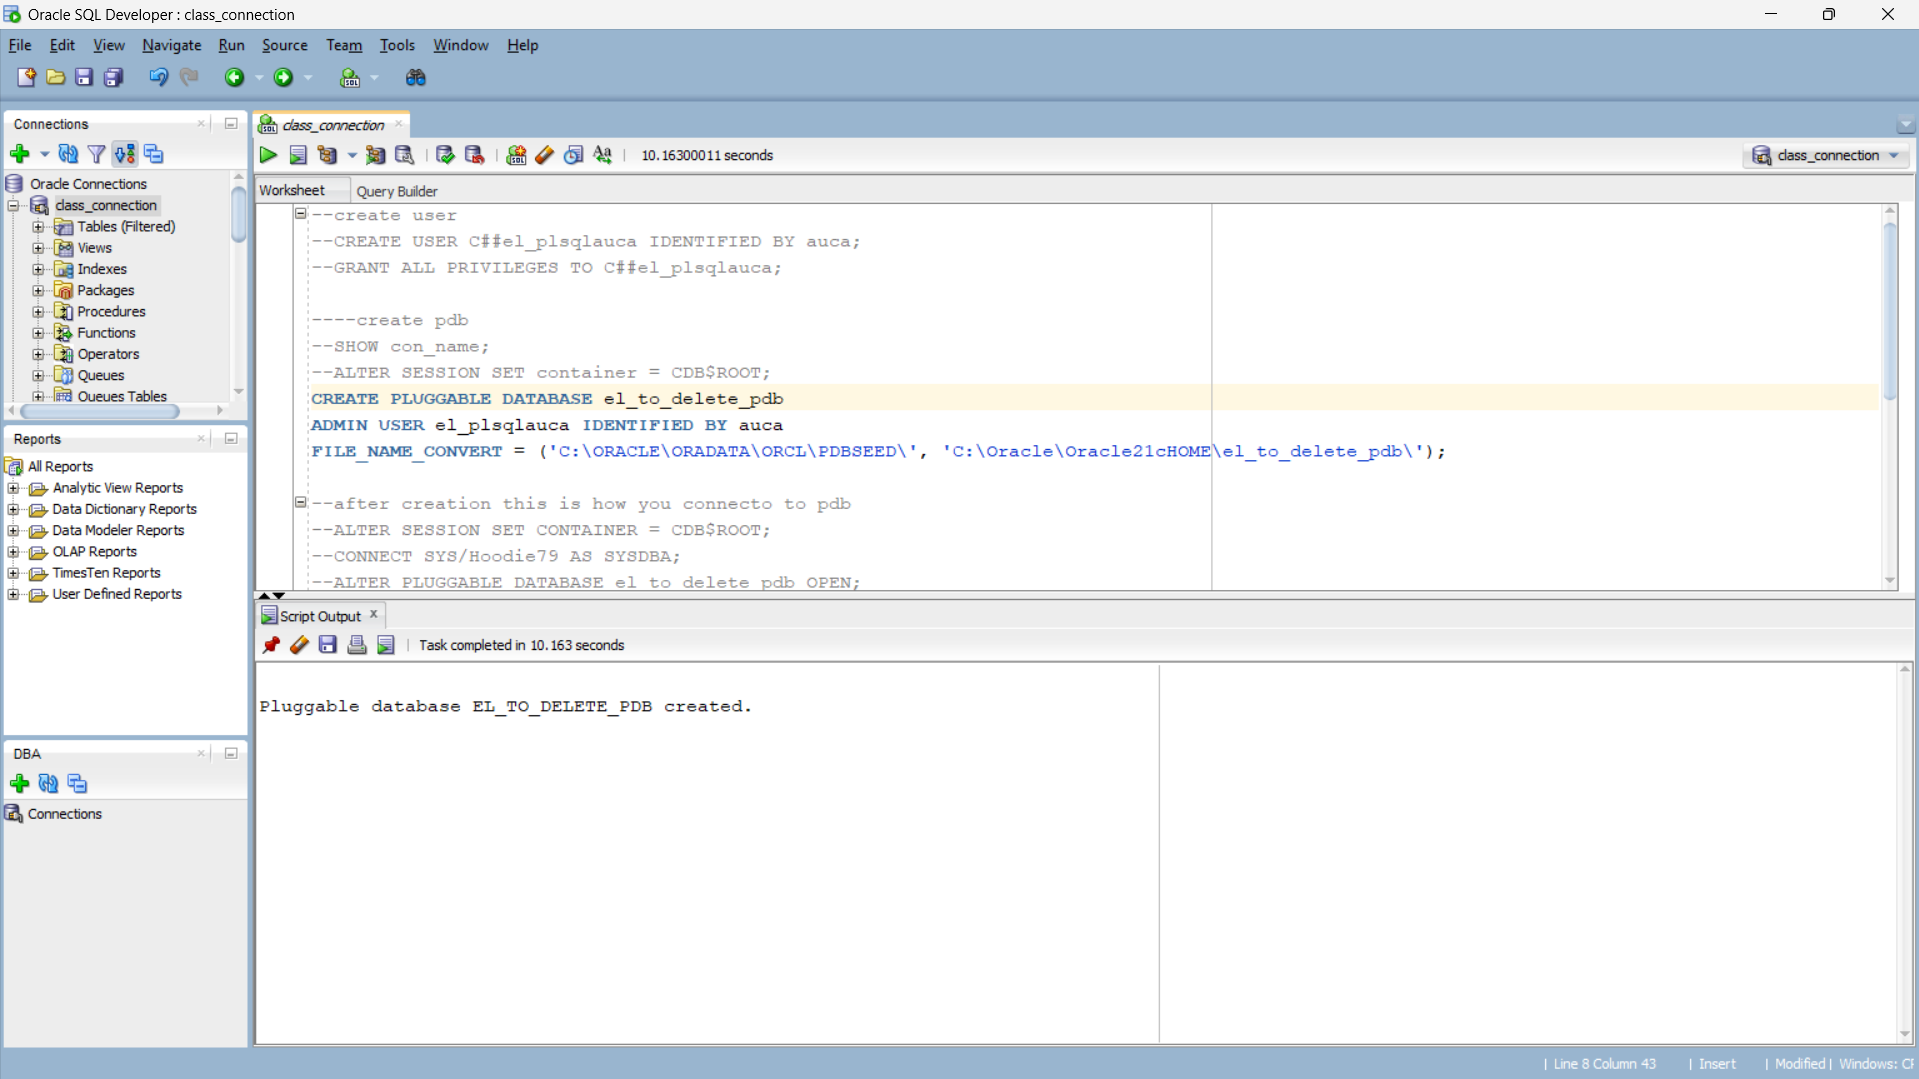 Oracle SQL Developer : class_connection
File Edit View Navigate Run Source Team Tools Window Help
Connections
Oracle Connections
class_connection
Tables (Filtered)
Views
Indexes
Packages
Procedures
Functions
Operators
Queues
Queues Tables
Reports
All Reports
Analytic View Reports
Data Dictionary Reports
Data Modeler Reports
OLAP Reports
TimesTen Reports
User Defined Reports
DBA
Connections
class_connection
10.16300011 seconds
class_connection
Worksheet Query Builder
--create user
--CREATE USER C##el_plsqlauca IDENTIFIED BY auca;
--GRANT ALL PRIVILEGES TO C##el_plsqlauca;
----create pdb
--SHOW con_name;
--ALTER SESSION SET container = CDB$ROOT;
CREATE PLUGGABLE DATABASE el_to_delete_pdb
ADMIN USER el_plsqlauca IDENTIFIED BY auca
FILE_NAME_CONVERT = ('C:\ORACLE\ORADATA\ORCL\PDBSEED\', 'C:\Oracle\Oracle21cHOME\el_to_delete_pdb\');
--after creation this is how you connecto to pdb
--ALTER SESSION SET CONTAINER = CDB$ROOT;
--CONNECT SYS/Hoodie79 AS SYSDBA;
--ALTER PLUGGABLE DATABASE el_to_delete_pdb OPEN;
Script Output
Task completed in 10.163 seconds
Pluggable database EL_TO_DELETE_PDB created.
Line 8 Column 43 | Insert | Modified | Windows: CF